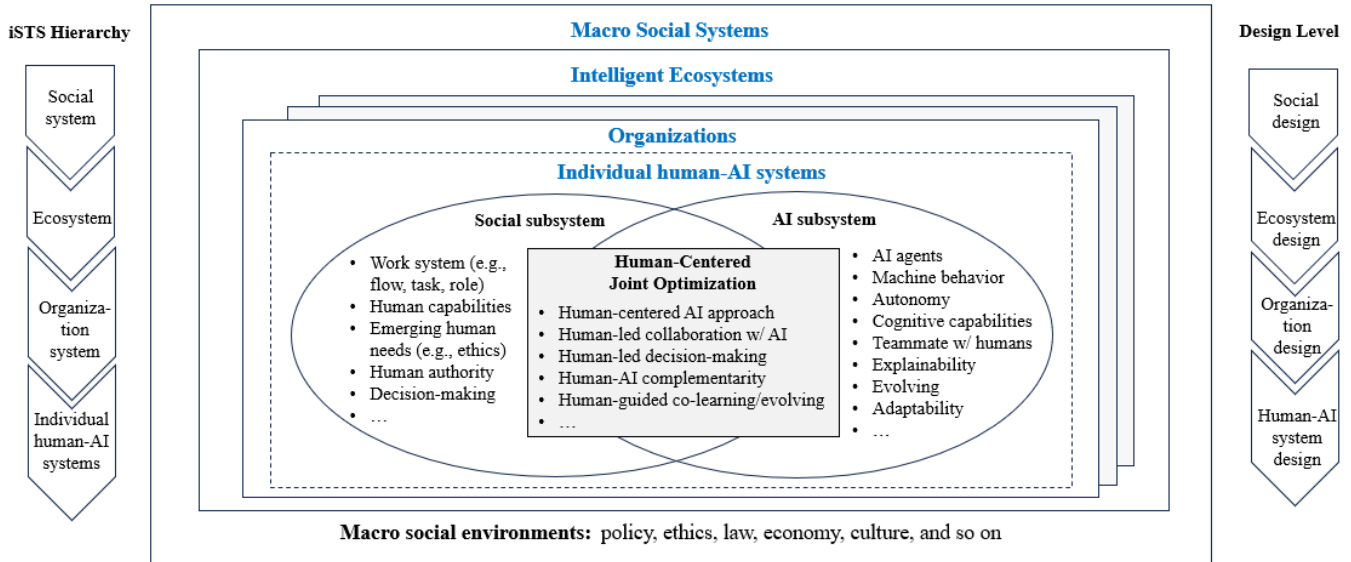 iSTS Hierarchy
Social
system
Ecosystem
Organiza-
tion
system
Individual
human-AI
systems
Macro Social Systems
Intelligent Ecosystems
Organizations
Individual human-AI systems
Social subsystem
• Work system (e.g.,
flow, task, role)
• Human capabilities
• Emerging human
needs (e.g., ethics)
• Human authority
• Decision-making
• …
Human-Centered
Joint Optimization
• Human-centered AI approach
• Human-led collaboration w/ AI
• Human-led decision-making
• Human-AI complementarity
• Human-guided co-learning/evolving
• …
AI subsystem
• AI agents
• Machine behavior
• Autonomy
• Cognitive capabilities
• Teammate w/ humans
• Explainability
• Evolving
• Adaptability
• …
Macro social environments: policy, ethics, law, economy, culture, and so on
Design Level
Social
design
Ecosystem
design
Organiza-
tion
design
Human-AI
system
design